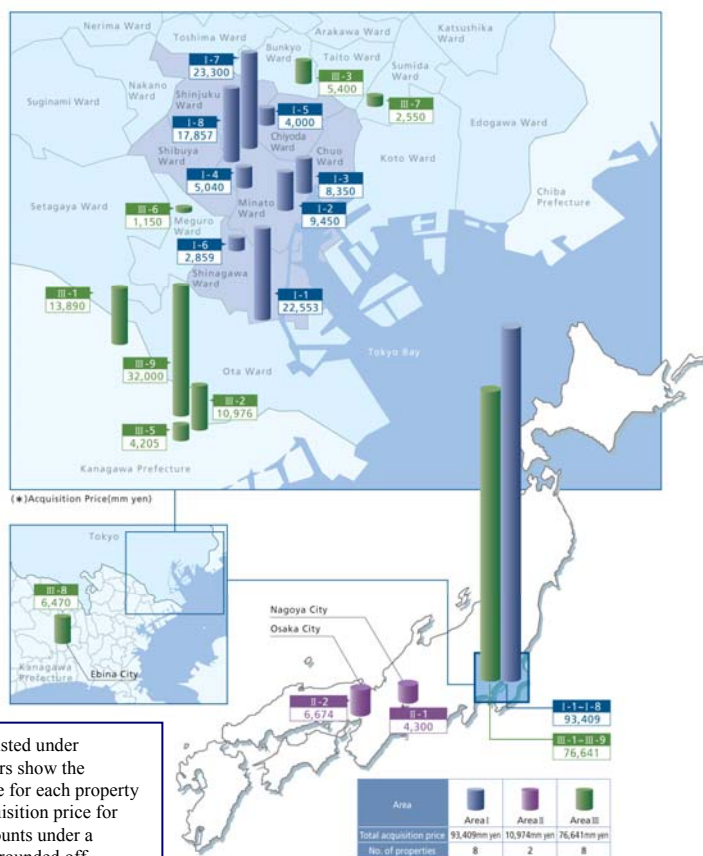 Nerima Ward
Toshima Ward
Arakawa Ward
Katsushika
Ward
Bunkyo
Ward
Taito Ward
I-7
23,300
III-3
5,400
Sumida
Ward
Nakano
Ward
Suginami Ward
Shinjuku
Ward
I-5
4,000
III-7
2,550
Edogawa Ward
I-8
17,857
Chiyoda
Ward
Shibuya
Ward
Chuo
Ward
Koto Ward
I-4
5,040
I-3
8,350
Setagaya Ward
III-6
1,150
Minato
Ward
I-2
9,450
Chiba
Prefecture
Meguro
Ward
I-6
2,859
Shinagawa
Ward
III-1
13,890
I-1
22,553
Tokyo Bay
III-9
32,000
Ota Ward
III-2
10,976
III-5
4,205
Kanagawa Prefecture
(*)Acquisition Price(mm yen)
Tokyo
III-8
6,470
Kanagawa
Prefecture
Ebina City
Nagoya City
Osaka City
II-2
6,674
II-1
4,300
I-1~I-8
93,409
III-1~III-9
76,641
sted under
rs show the
e for each property
uisition price for
ounts under a
rounded off
Area
Area I Area II Area III
Total acquisition price 93,409mm yen 10,974mm yen 76,641mm yen
No. of properties 8 2 8